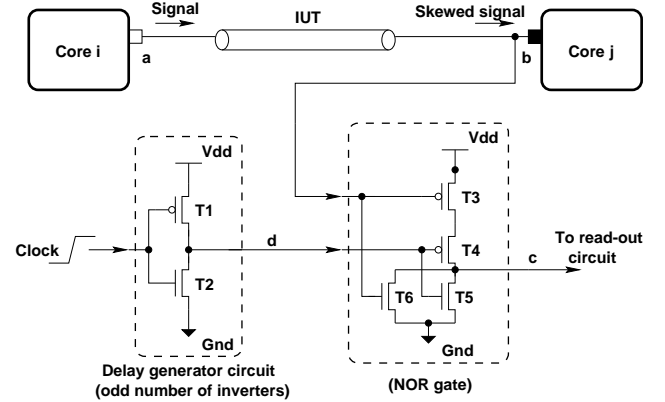 Signal
IUT
Skewed signal
Core i
a
b
Core j
Vdd
Vdd
T1
T3
Clock
d
T4
To read-out
circuit
c
T2
T6
T5
Gnd
Gnd
Delay generator circuit
(odd number of inverters)
(NOR gate)